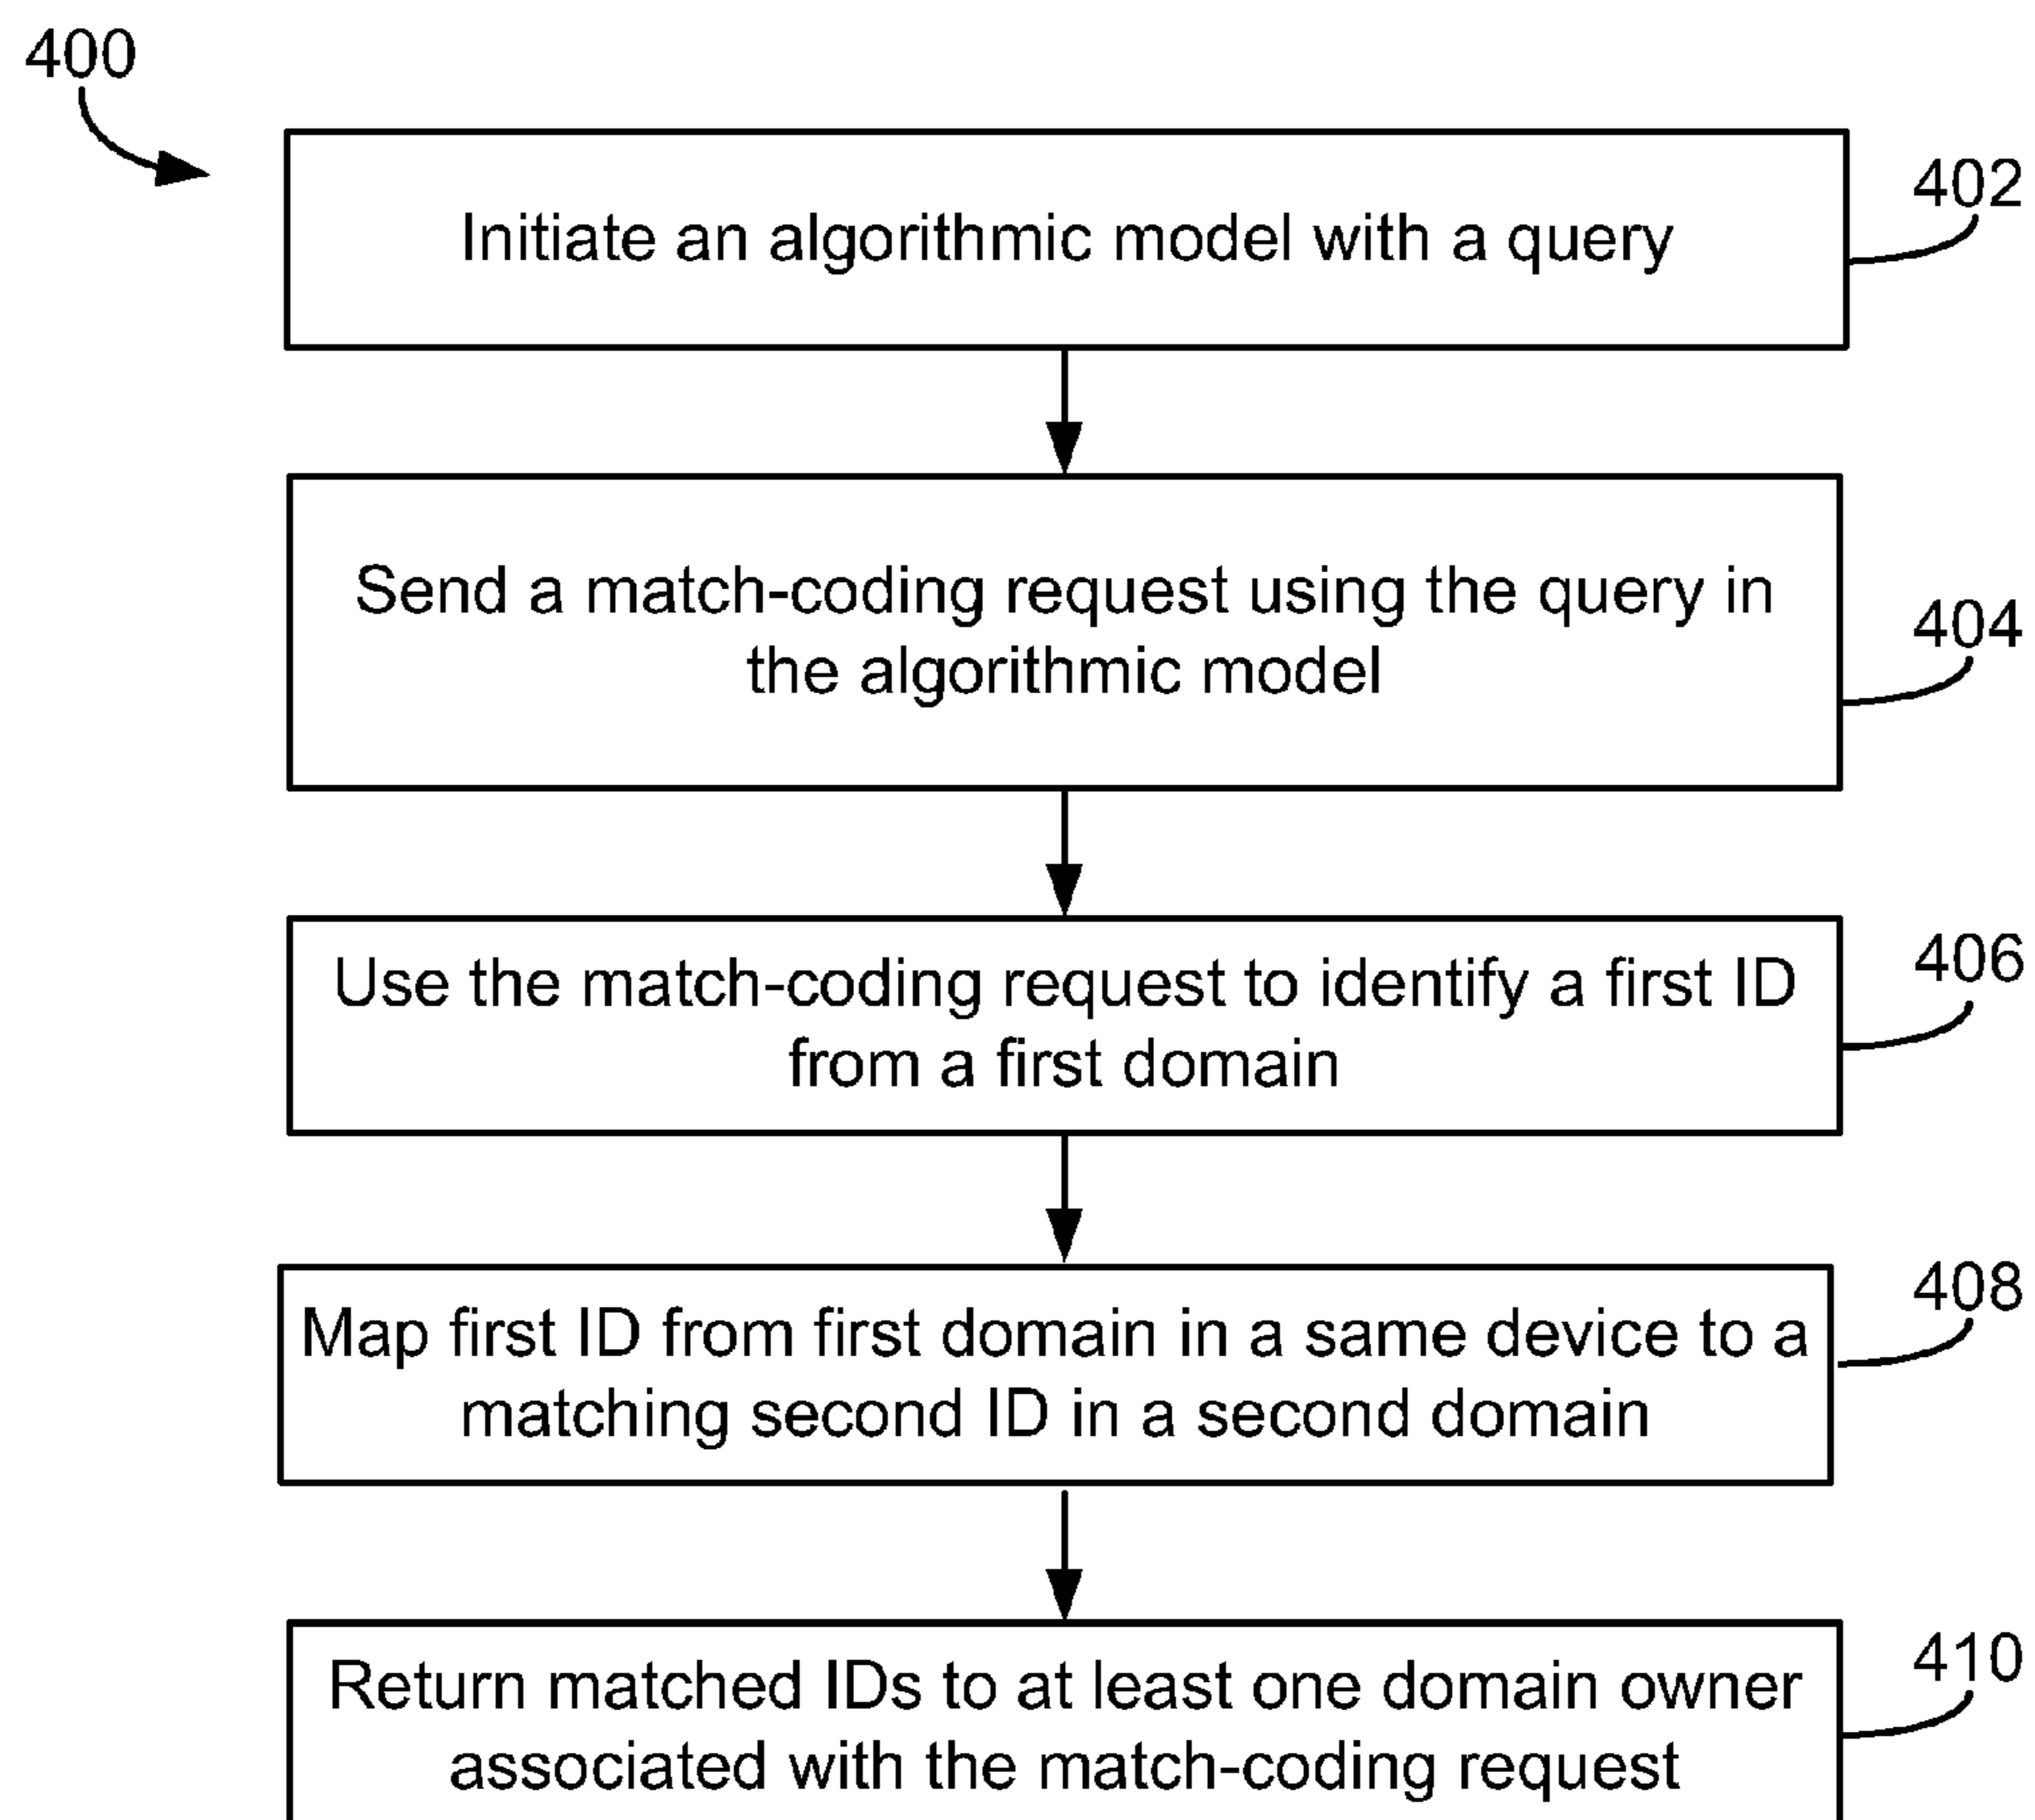 400
Initiate an algorithmic model with a query
402
Send a match-coding request using the query in
the algorithmic model
404
Use the match-coding request to identify a first ID
from a first domain
406
Map first ID from first domain in a same device to a
matching second ID in a second domain
408
Return matched IDs to at least one domain owner
associated with the match-coding request
410